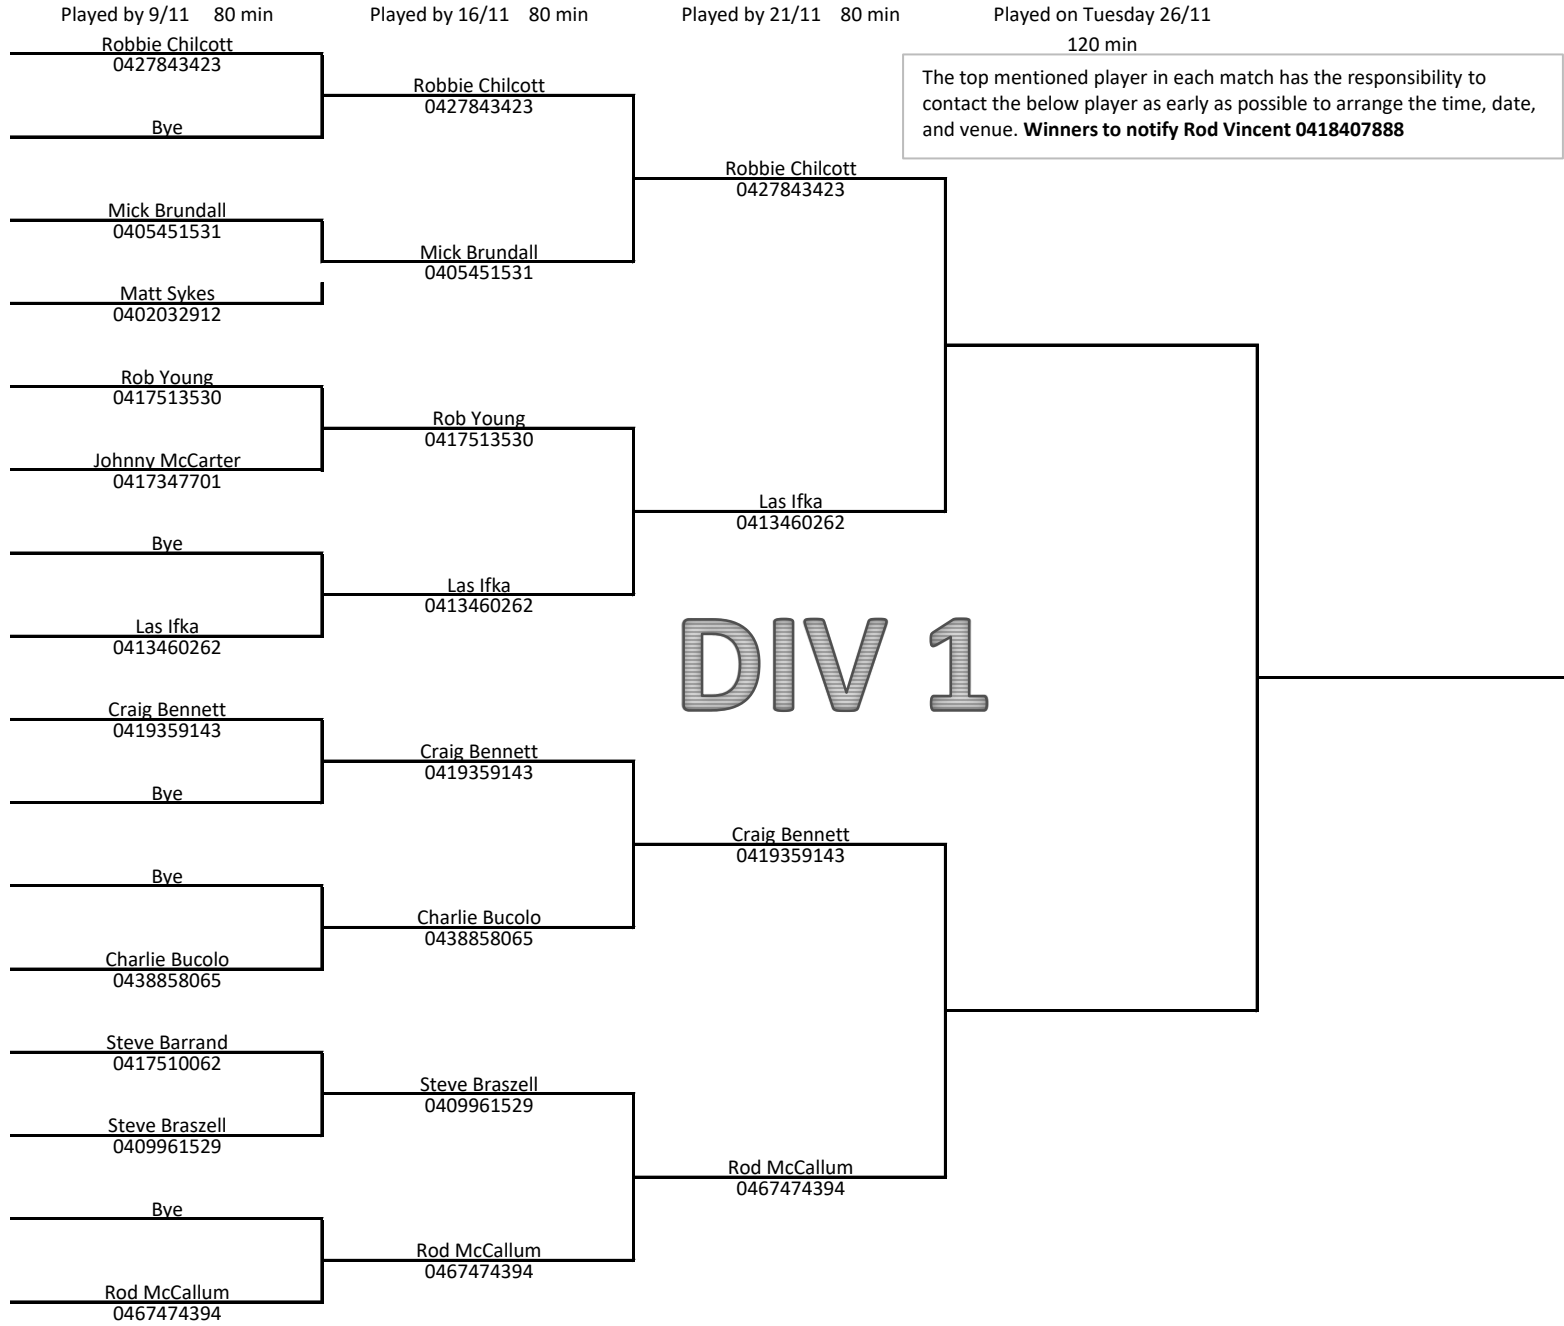 Played by 9/11 80 min
Played by 16/11 80 min
Played by 21/11 80 min
Played on Tuesday 26/11
120 min
The top mentioned player in each match has the responsibility to
contact the below player as early as possible to arrange the time, date,
and venue. Winners to notify Rod Vincent 0418407888
Robbie Chilcott
0427843423
Bye
Mick Brundall
0405451531
Matt Sykes
0402032912
Rob Young
0417513530
Johnny McCarter
0417347701
Bye
Las Ifka
0413460262
Craig Bennett
0419359143
Bye
Bye
Charlie Bucolo
0438858065
Steve Barrand
0417510062
Steve Braszell
0409961529
Bye
Rod McCallum
0467474394
Robbie Chilcott
0427843423
Mick Brundall
0405451531
Rob Young
0417513530
Las Ifka
0413460262
Craig Bennett
0419359143
Charlie Bucolo
0438858065
Steve Braszell
0409961529
Rod McCallum
0467474394
Robbie Chilcott
0427843423
Las Ifka
0413460262
DIV 1
Craig Bennett
0419359143
Rod McCallum
0467474394